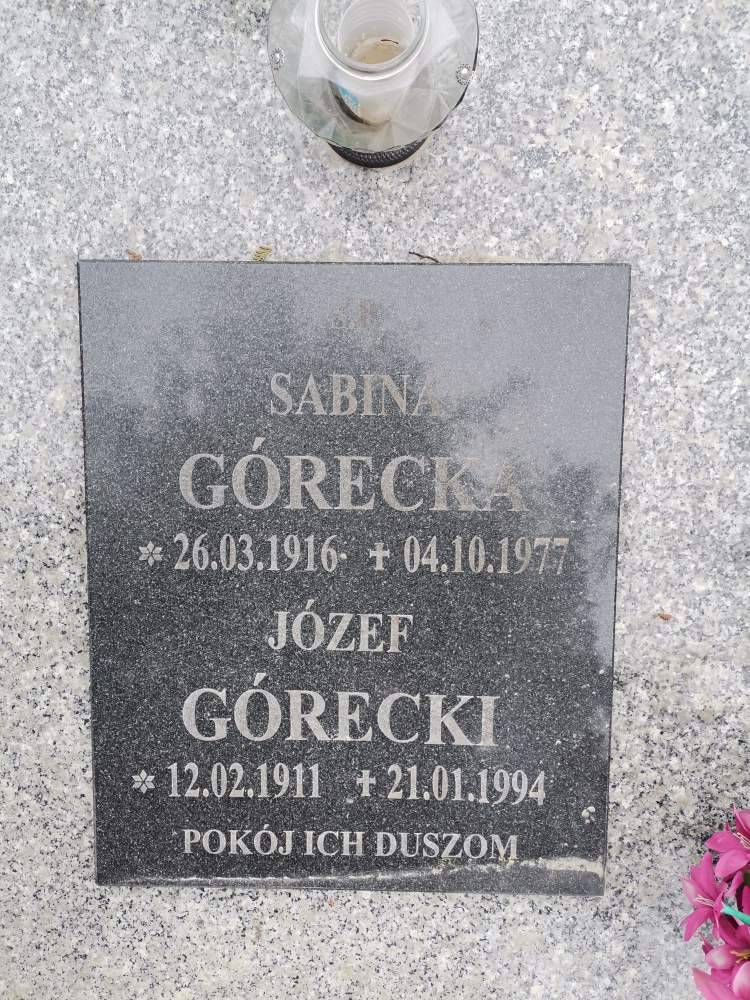 SABINA
GÓRECKA
* 26.03.1916 ✝ 04.10.1977
JÓZEF
GÓRECKI
* 12.02.1911 ✝ 21.01.1994
POKÓJ ICH DUSZOM